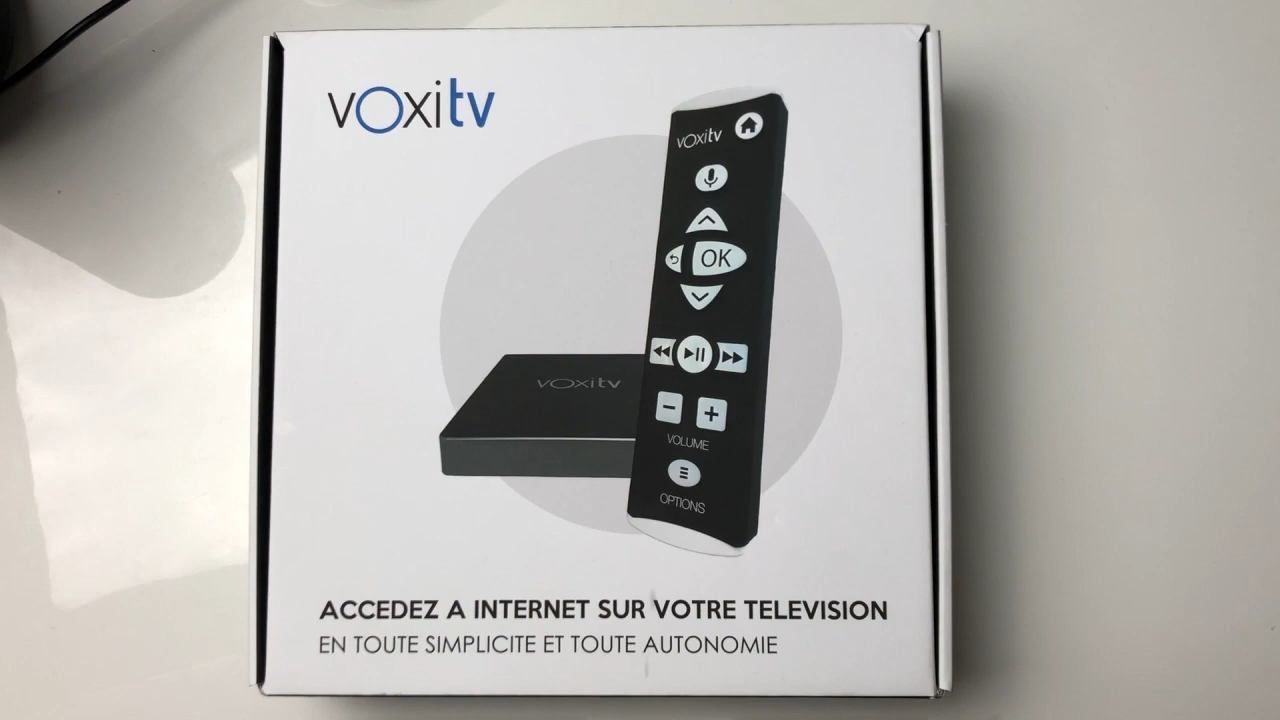 voxitv
voxitv
OK
voxitv
VOLUME
OPTIONS
ACCEDEZ A INTERNET SUR VOTRE TELEVISION
EN TOUTE SIMPLICITE ET TOUTE AUTONOMIE